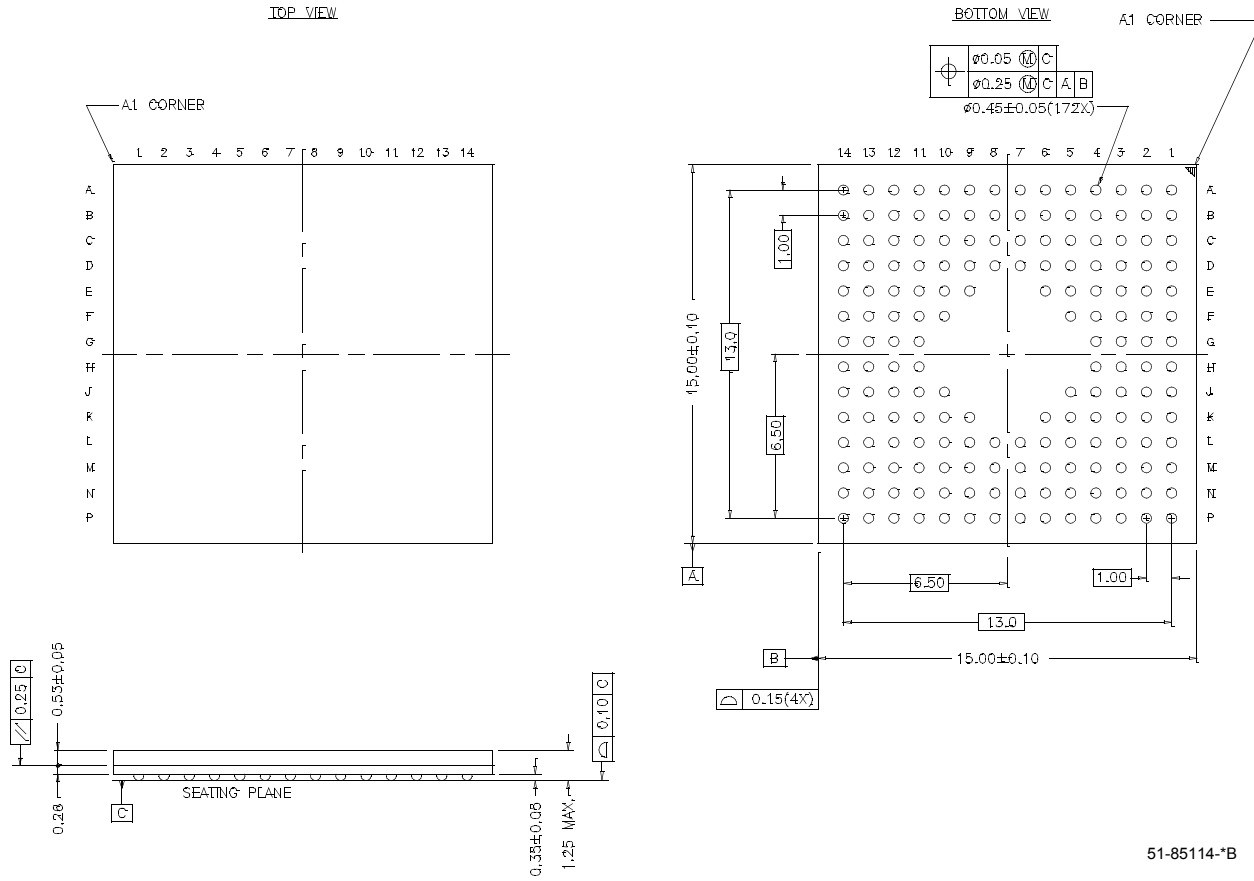 TOP VIEW
A1 CORNER
1 2 3 4 5 6 7 8 9 10 11 12 13 14
A
B
C
D
E
F
G
H
J
K
L
M
N
P
BOTTOM VIEW
A1 CORNER
Ø0.05 Ⓜ C
Ø0.25 Ⓜ C A B
Ø0.45±0.05(172X)
14 13 12 11 10 9 8 7 6 5 4 3 2 1
A
B
C
D
E
F
G
H
J
K
L
M
N
P
1.00
13.0
15.00±0.10
6.50
A
6.50
1.00
13.0
B
15.00±0.10
0.15(4X)
// 0.25 C
0.53±0.05
0.10 C
SEATING PLANE
C
0.35±0.06
1.25 MAX.
51-85114-*B